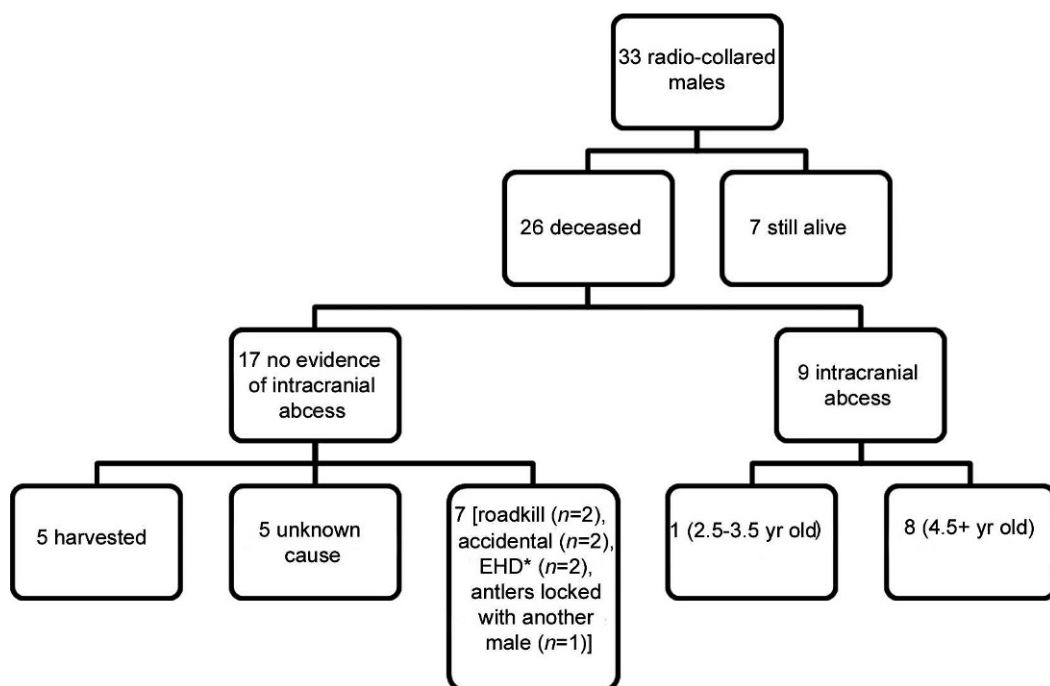 33 radio-collared
males
26 deceased
7 still alive
17 no evidence
of intracranial
abcess
9 intracranial
abcess
5 harvested
5 unknown
cause
7 [roadkill (n=2),
accidental (n=2),
EHD* (n=2),
antlers locked
with another
male (n=1)]
1 (2.5-3.5 yr old)
8 (4.5+ yr old)